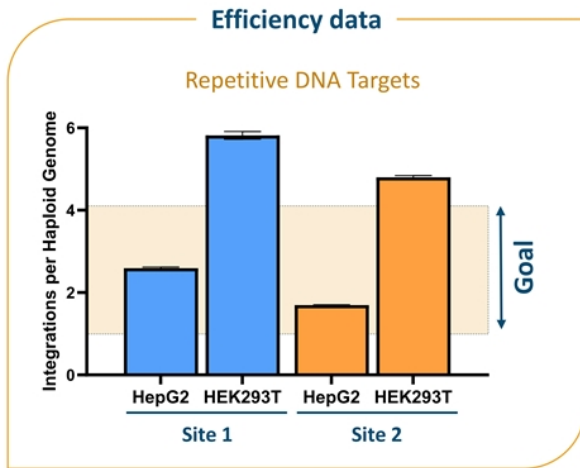 Efficiency data
Repetitive DNA Targets
Integrations per Haploid Genome
6
4
2
0
Goal
HepG2 HEK293T HepG2 HEK293T
Site 1 Site 2